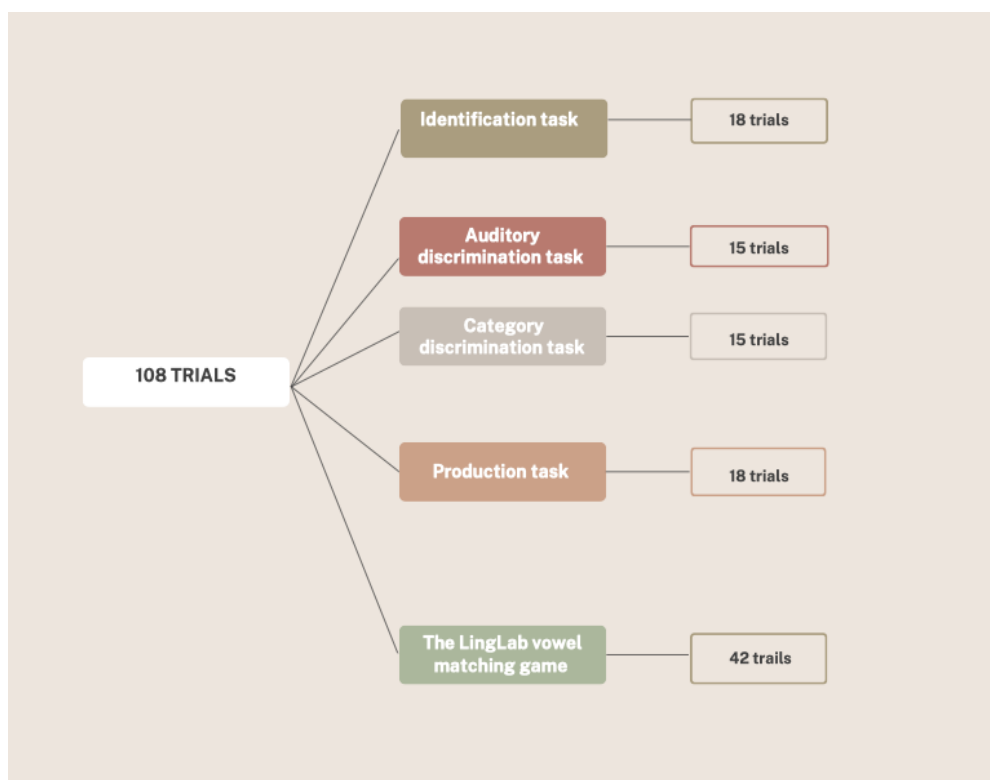 Identification task
18 trials
Auditory
discrimination task
15 trials
Category
discrimination task
15 trials
108 TRIALS
Production task
18 trials
The LingLab vowel
matching game
42 trails